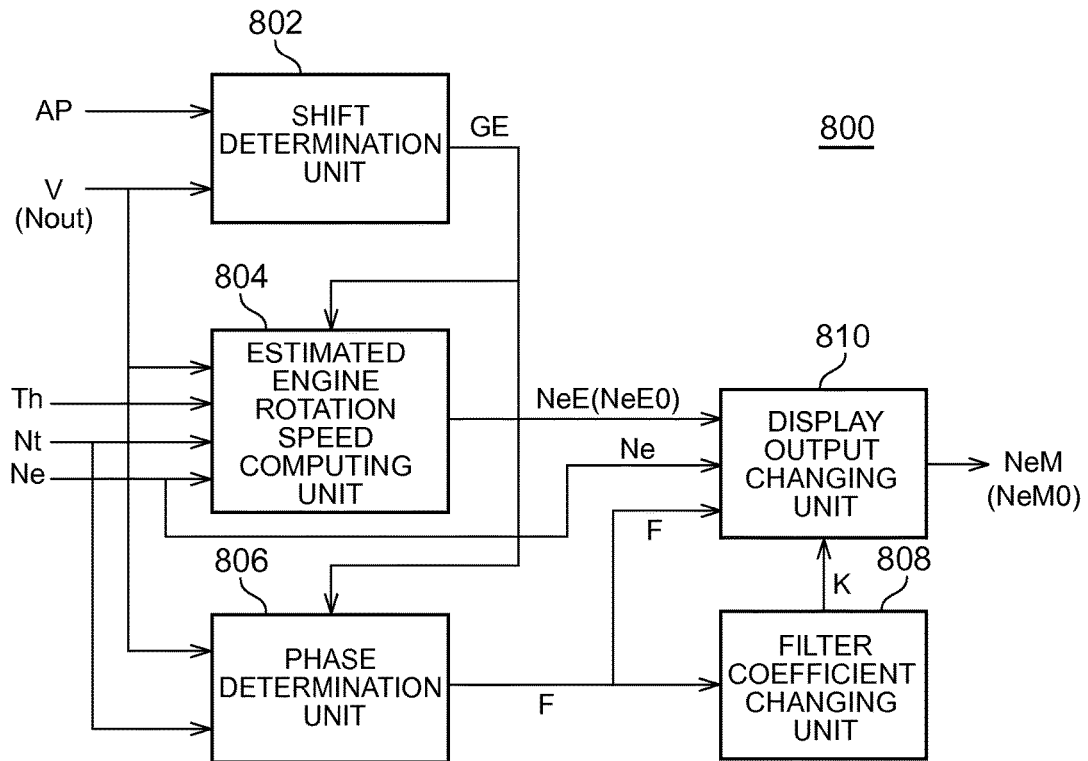 802
AP
SHIFT
DETERMINATION
UNIT
GE
800
V
(Nout)
804
ESTIMATED
ENGINE
ROTATION
SPEED
COMPUTING
UNIT
Th
Nt
Ne
NeE(NeE0)
Ne
F
810
DISPLAY
OUTPUT
CHANGING
UNIT
NeM
(NeM0)
806
PHASE
DETERMINATION
UNIT
F
K
808
FILTER
COEFFICIENT
CHANGING
UNIT